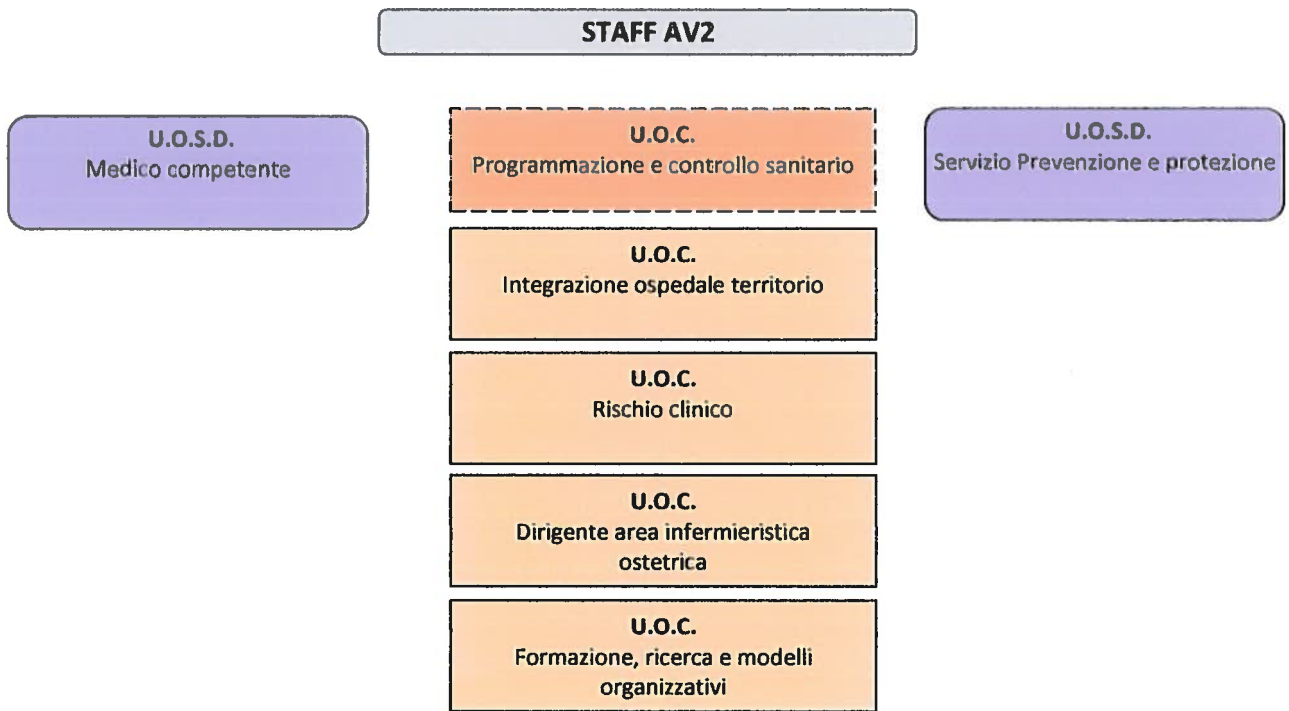 STAFF AV2
U.O.S.D.
Medico competente
U.O.C.
Programmazione e controllo sanitario
U.O.S.D.
Servizio Prevenzione e protezione
U.O.C.
Integrazione ospedale territorio
U.O.C.
Rischio clinico
U.O.C.
Dirigente area infermieristica
ostetrica
U.O.C.
Formazione, ricerca e modelli
organizzativi